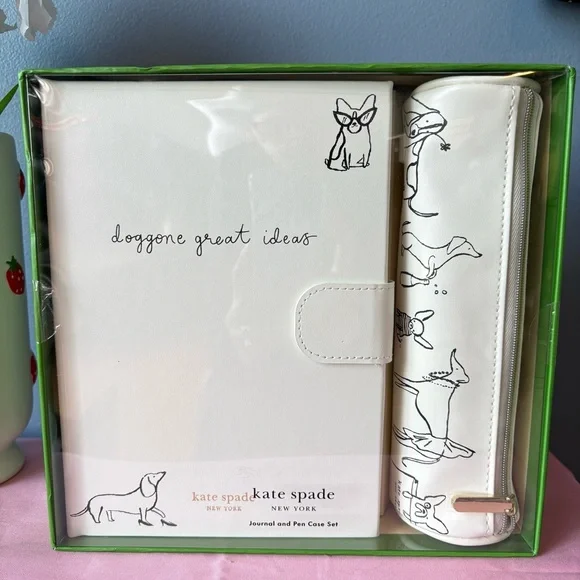 doggone great ideas
kate spade
NEW YORK
kate spade
NEW YORK
Journal and Pen Case Set